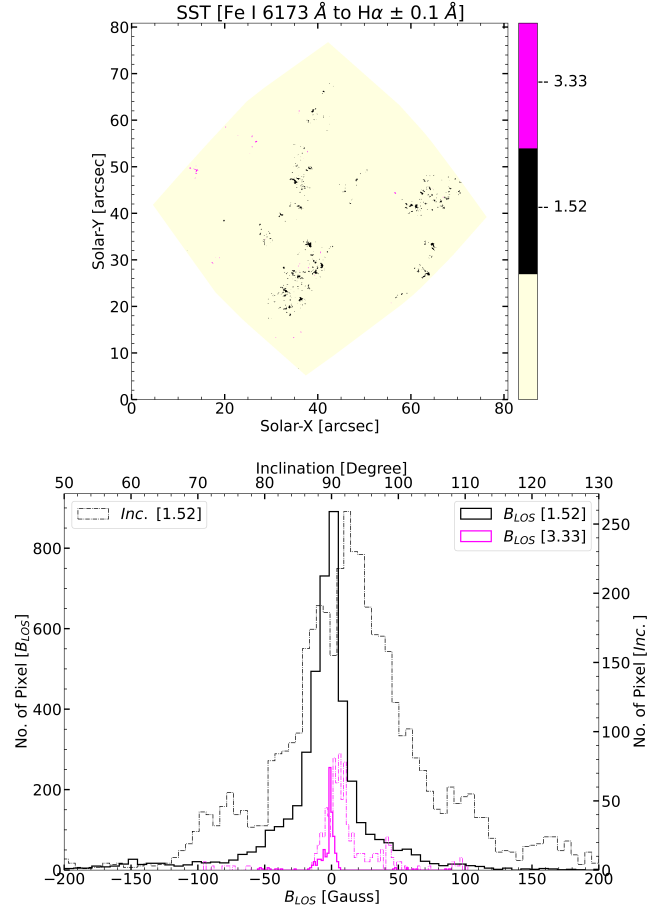 SST [Fe I 6173 Å to Hα ± 0.1 Å]
80
70
60
50
40
30
20
10
0
Solar-Y [arcsec]
0 20 40 60 80
Solar-X [arcsec]
3.33
1.52
Inclination [Degree]
50 60 70 80 90 100 110 120 130
Inc. [1.52]
B_LOS [1.52]
B_LOS [3.33]
800
600
400
200
0
No. of Pixel [B_LOS]
250
200
150
100
50
0
No. of Pixel [Inc.]
−200 −150 −100 −50 0 50 100 150 200
B_LOS [Gauss]